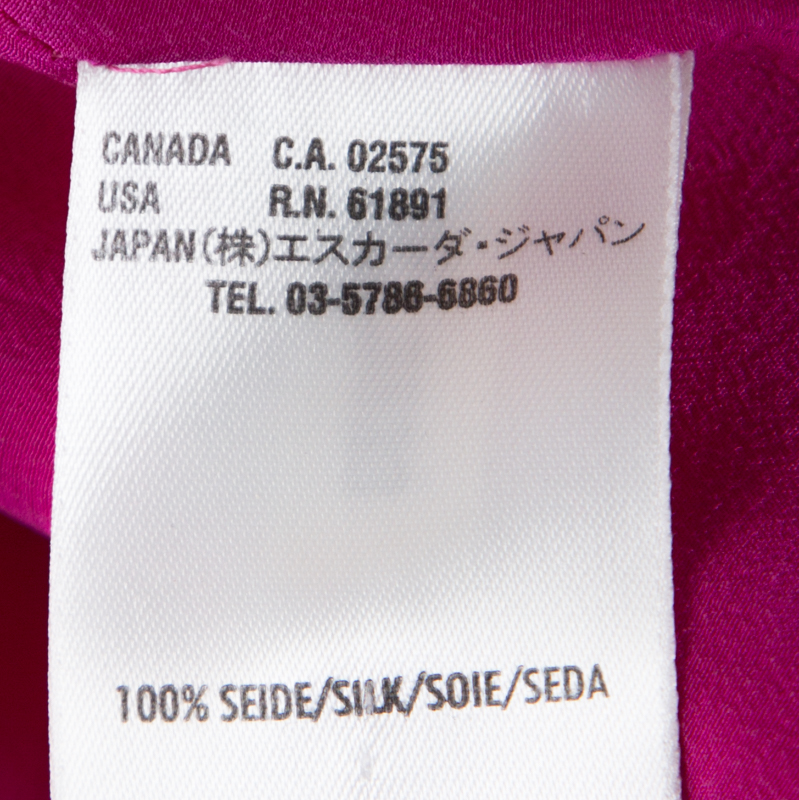 CANADA C.A. 02575
USA R.N. 61891
JAPAN(株)エスカーダ・ジャパン
TEL. 03-5786-6860
100% SEIDE/SILK/SOIE/SEDA